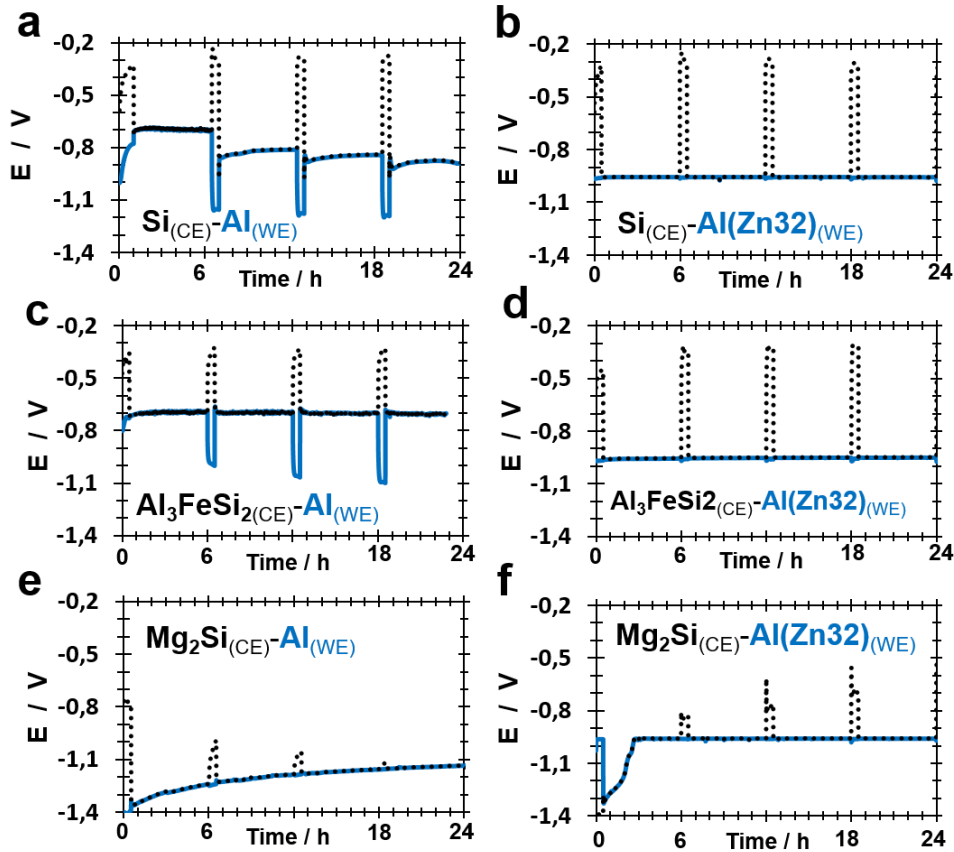 a
-0,2
-0,5
-0,8
-1,1
-1,4
E / V
Si(CE)-Al(WE)
0 6 18 24
Time / h
b
-0,2
-0,5
-0,8
-1,1
-1,4
E / V
Si(CE)-Al(Zn32)(WE)
0 6 18 24
Time / h
c
-0,2
-0,5
-0,8
-1,1
-1,4
E / V
Al3FeSi2(CE)-Al(WE)
0 6 18 24
Time / h
d
-0,2
-0,5
-0,8
-1,1
-1,4
E / V
Al3FeSi2(CE)-Al(Zn32)(WE)
0 6 18 24
Time / h
e
-0,2
-0,5
-0,8
-1,1
-1,4
E / V
Mg2Si(CE)-Al(WE)
0 6 18 24
Time / h
f
-0,2
-0,5
-0,8
-1,1
-1,4
E / V
Mg2Si(CE)-Al(Zn32)(WE)
0 6 18 24
Time / h